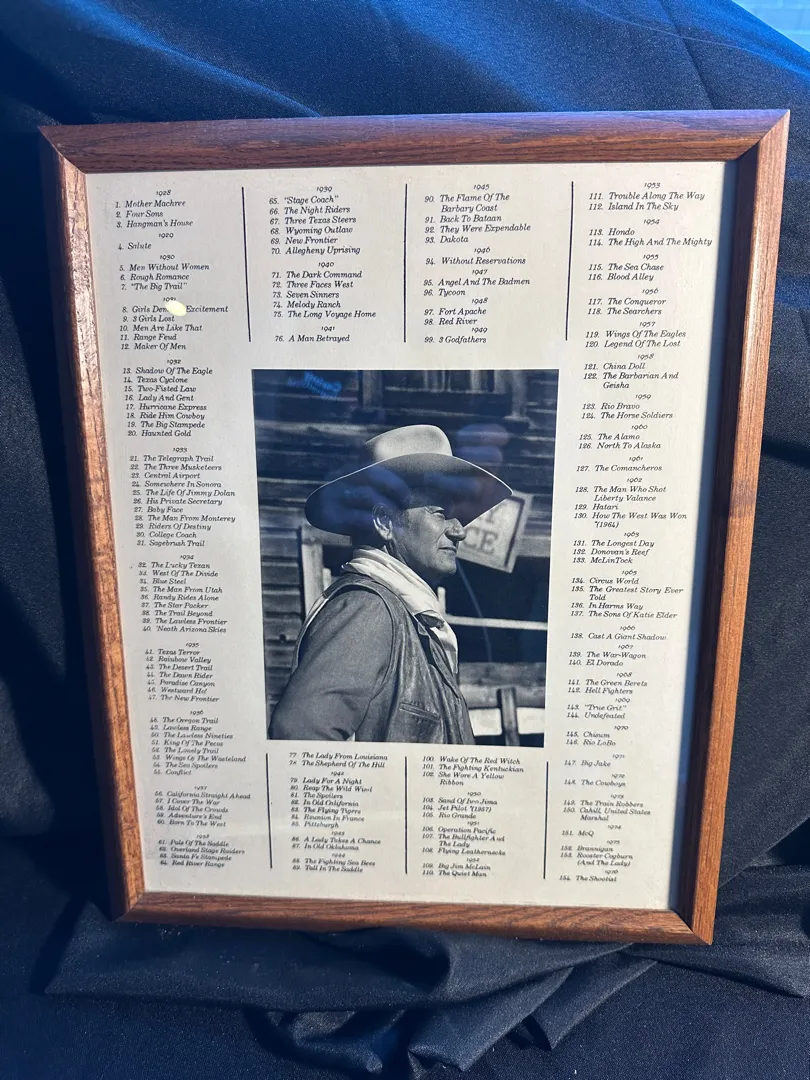 1928
1. Mother Machree
2. Four Sons
3. Hangman's House
1929
4. Salute
1930
5. Men Without Women
6. Rough Romance
7. "The Big Trail"
8. Girls Excitement
9. 3 Girls Lost
10. Men Are Like That
11. Range Feud
12. Maker Of Men
1932
13. Shadow Of The Eagle
14. Texas Cyclone
15. Two-Fisted Law
16. Lady And Gent
17. Hurricane Express
18. Ride Him Cowboy
19. The Big Stampede
20. Haunted Gold
1933
21. The Telegraph Trail
22. The Three Musketeers
23. Central Airport
24. Somewhere In Sonora
25. The Life Of Jimmy Dolan
26. His Private Secretary
27. Baby Face
28. The Man From Monterey
29. Riders Of Destiny
30. College Coach
31. Sagebrush Trail
1934
32. The Lucky Texan
33. West Of The Divide
34. Blue Steel
35. The Man From Utah
36. Randy Rides Alone
37. The Star Packer
38. The Trail Beyond
39. The Lawless Frontier
40. 'Neath Arizona Skies
1935
41. Texas Terror
42. Rainbow Valley
43. The Desert Trail
44. The Dawn Rider
45. Paradise Canyon
46. Westward Ho!
47. The New Frontier
1936
48. The Oregon Trail
49. Lawless Range
50. The Lawless Nineties
51. King Of The Pecos
52. The Lonely Trail
53. Winds Of The Wasteland
54. The Sea Spoilers
55. Conflict
1937
56. California Straight Ahead
57. I Cover The War
58. Idol Of The Crowds
59. Adventure's End
60. Born To The West
1938
61. Pals Of The Saddle
62. Overland Stage Raiders
63. Santa Fe Stampede
64. Red River Range
1939
65. "Stage Coach"
66. The Night Riders
67. Three Texas Steers
68. Wyoming Outlaw
69. New Frontier
70. Allegheny Uprising
1940
71. The Dark Command
72. Three Faces West
73. Seven Sinners
74. Melody Ranch
75. The Long Voyage Home
1941
76. A Man Betrayed
77. The Lady From Louisiana
78. The Shepherd Of The Hill
1942
79. Lady For A Night
80. Reap The Wild Wind
81. The Spoilers
82. In Old California
83. The Flying Tigers
84. Reunion In France
85. Pittsburgh
1943
86. A Lady Takes A Chance
87. In Old Oklahoma
1944
88. The Fighting Sea Bees
89. Tall In The Saddle
1945
90. The Flame Of The
Barbary Coast
91. Back To Bataan
92. They Were Expendable
93. Dakota
1946
94. Without Reservations
1947
95. Angel And The Badmen
96. Tycoon
1948
97. Fort Apache
98. Red River
1949
99. 3 Godfathers
100. Wake Of The Red Witch
101. The Fighting Kentuckian
102. She Wore A Yellow
Ribbon
1950
103. Sand Of Iwo Jima
104. Jet Pilot *(1957)
105. Rio Grande
1951
106. Operation Pacific
107. The Bullfighter And
The Lady
108. Flying Leathernecks
1952
109. Big Jim McLain
110. The Quiet Man
1953
111. Trouble Along The Way
112. Island In The Sky
1954
113. Hondo
114. The High And The Mighty
1955
115. The Sea Chase
116. Blood Alley
1956
117. The Conqueror
118. The Searchers
1957
119. Wings Of The Eagles
120. Legend Of The Lost
1958
121. China Doll
122. The Barbarian And
Geisha
1959
123. Rio Bravo
124. The Horse Soldiers
1960
125. The Alamo
126. North To Alaska
1961
127. The Comancheros
1962
128. The Man Who Shot
Liberty Valance
129. Hatari
130. How The West Was Won
*(1964)
1963
131. The Longest Day
132. Donovan's Reef
133. McLinTock
1965
134. Circus World
135. The Greatest Story Ever
Told
136. In Harms Way
137. The Sons Of Katie Elder
1966
138. Cast A Giant Shadow
1967
139. The War-Wagon
140. El Dorado
1968
141. The Green Berets
142. Hell Fighters
1969
143. "True Grit"
144. Undefeated
1970
145. Chisum
146. Rio LoBo
1971
147. Big Jake
1972
148. The Cowboys
1973
149. The Train Robbers
150. Cahill, United States
Marshal
1974
151. McQ
1975
152. Brannigan
153. Rooster Cogburn
(And The Lady)
1976
154. The Shootist
CE